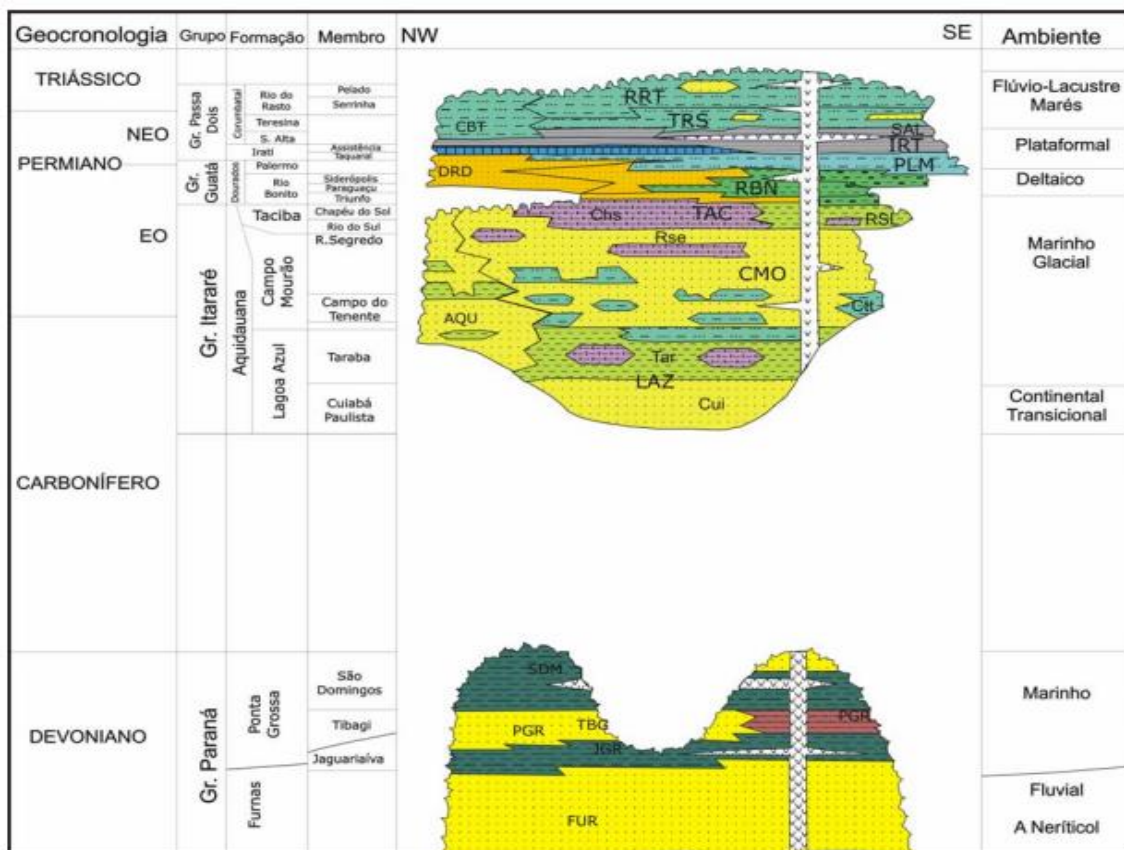 Geocronologia Grupo Formação Membro NW SE Ambiente
TRIÁSSICO
NEO
PERMIANO
EO
CARBONÍFERO
DEVONIANO
Gr. Passa Dois
Gr. Guatá
Gr. Itararé
Gr. Paraná
Corumbataí
Rio do Rasto
Teresina
S. Alta
Irati
Dourados
Palermo
Rio Bonito
Taciba
Aquidauana
Campo Mourão
Lagoa Azul
Ponta Grossa
Furnas
Pelado
Serrinha
Assistência
Taquaral
Siderópolis
Paraguaçu
Triunfo
Chapéu do Sol
Rio do Sul
R.Segredo
Campo do
Tenente
Taraba
Cuiabá
Paulista
São
Domingos
Tibagi
Jaguariaíva
RRT
CBT
TRS
SAL
IRT
PLM
DRD
RBN
Chs
TAC
RSL
Rse
CMO
AQU
Ctt
Tar
LAZ
Cui
SDM
PGR
TBG
PGR
JGR
FUR
Flúvio-Lacustre
Marés
Plataformal
Deltaico
Marinho
Glacial
Continental
Transicional
Marinho
Fluvial
A Neríticol